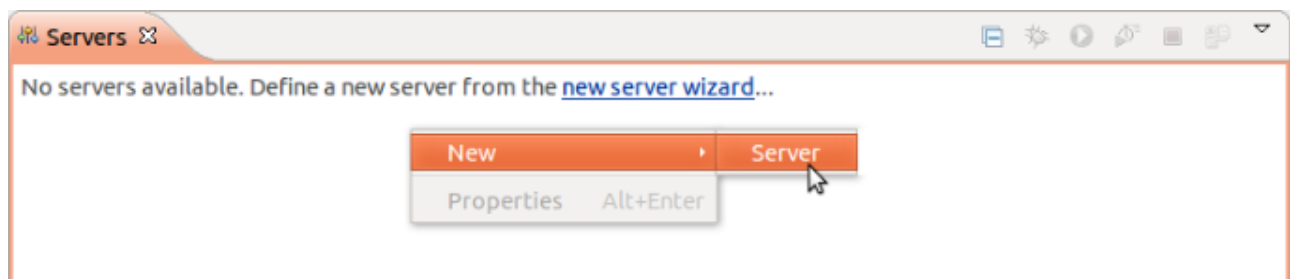 Servers
No servers available. Define a new server from the new server wizard...
New Server
Properties Alt+Enter